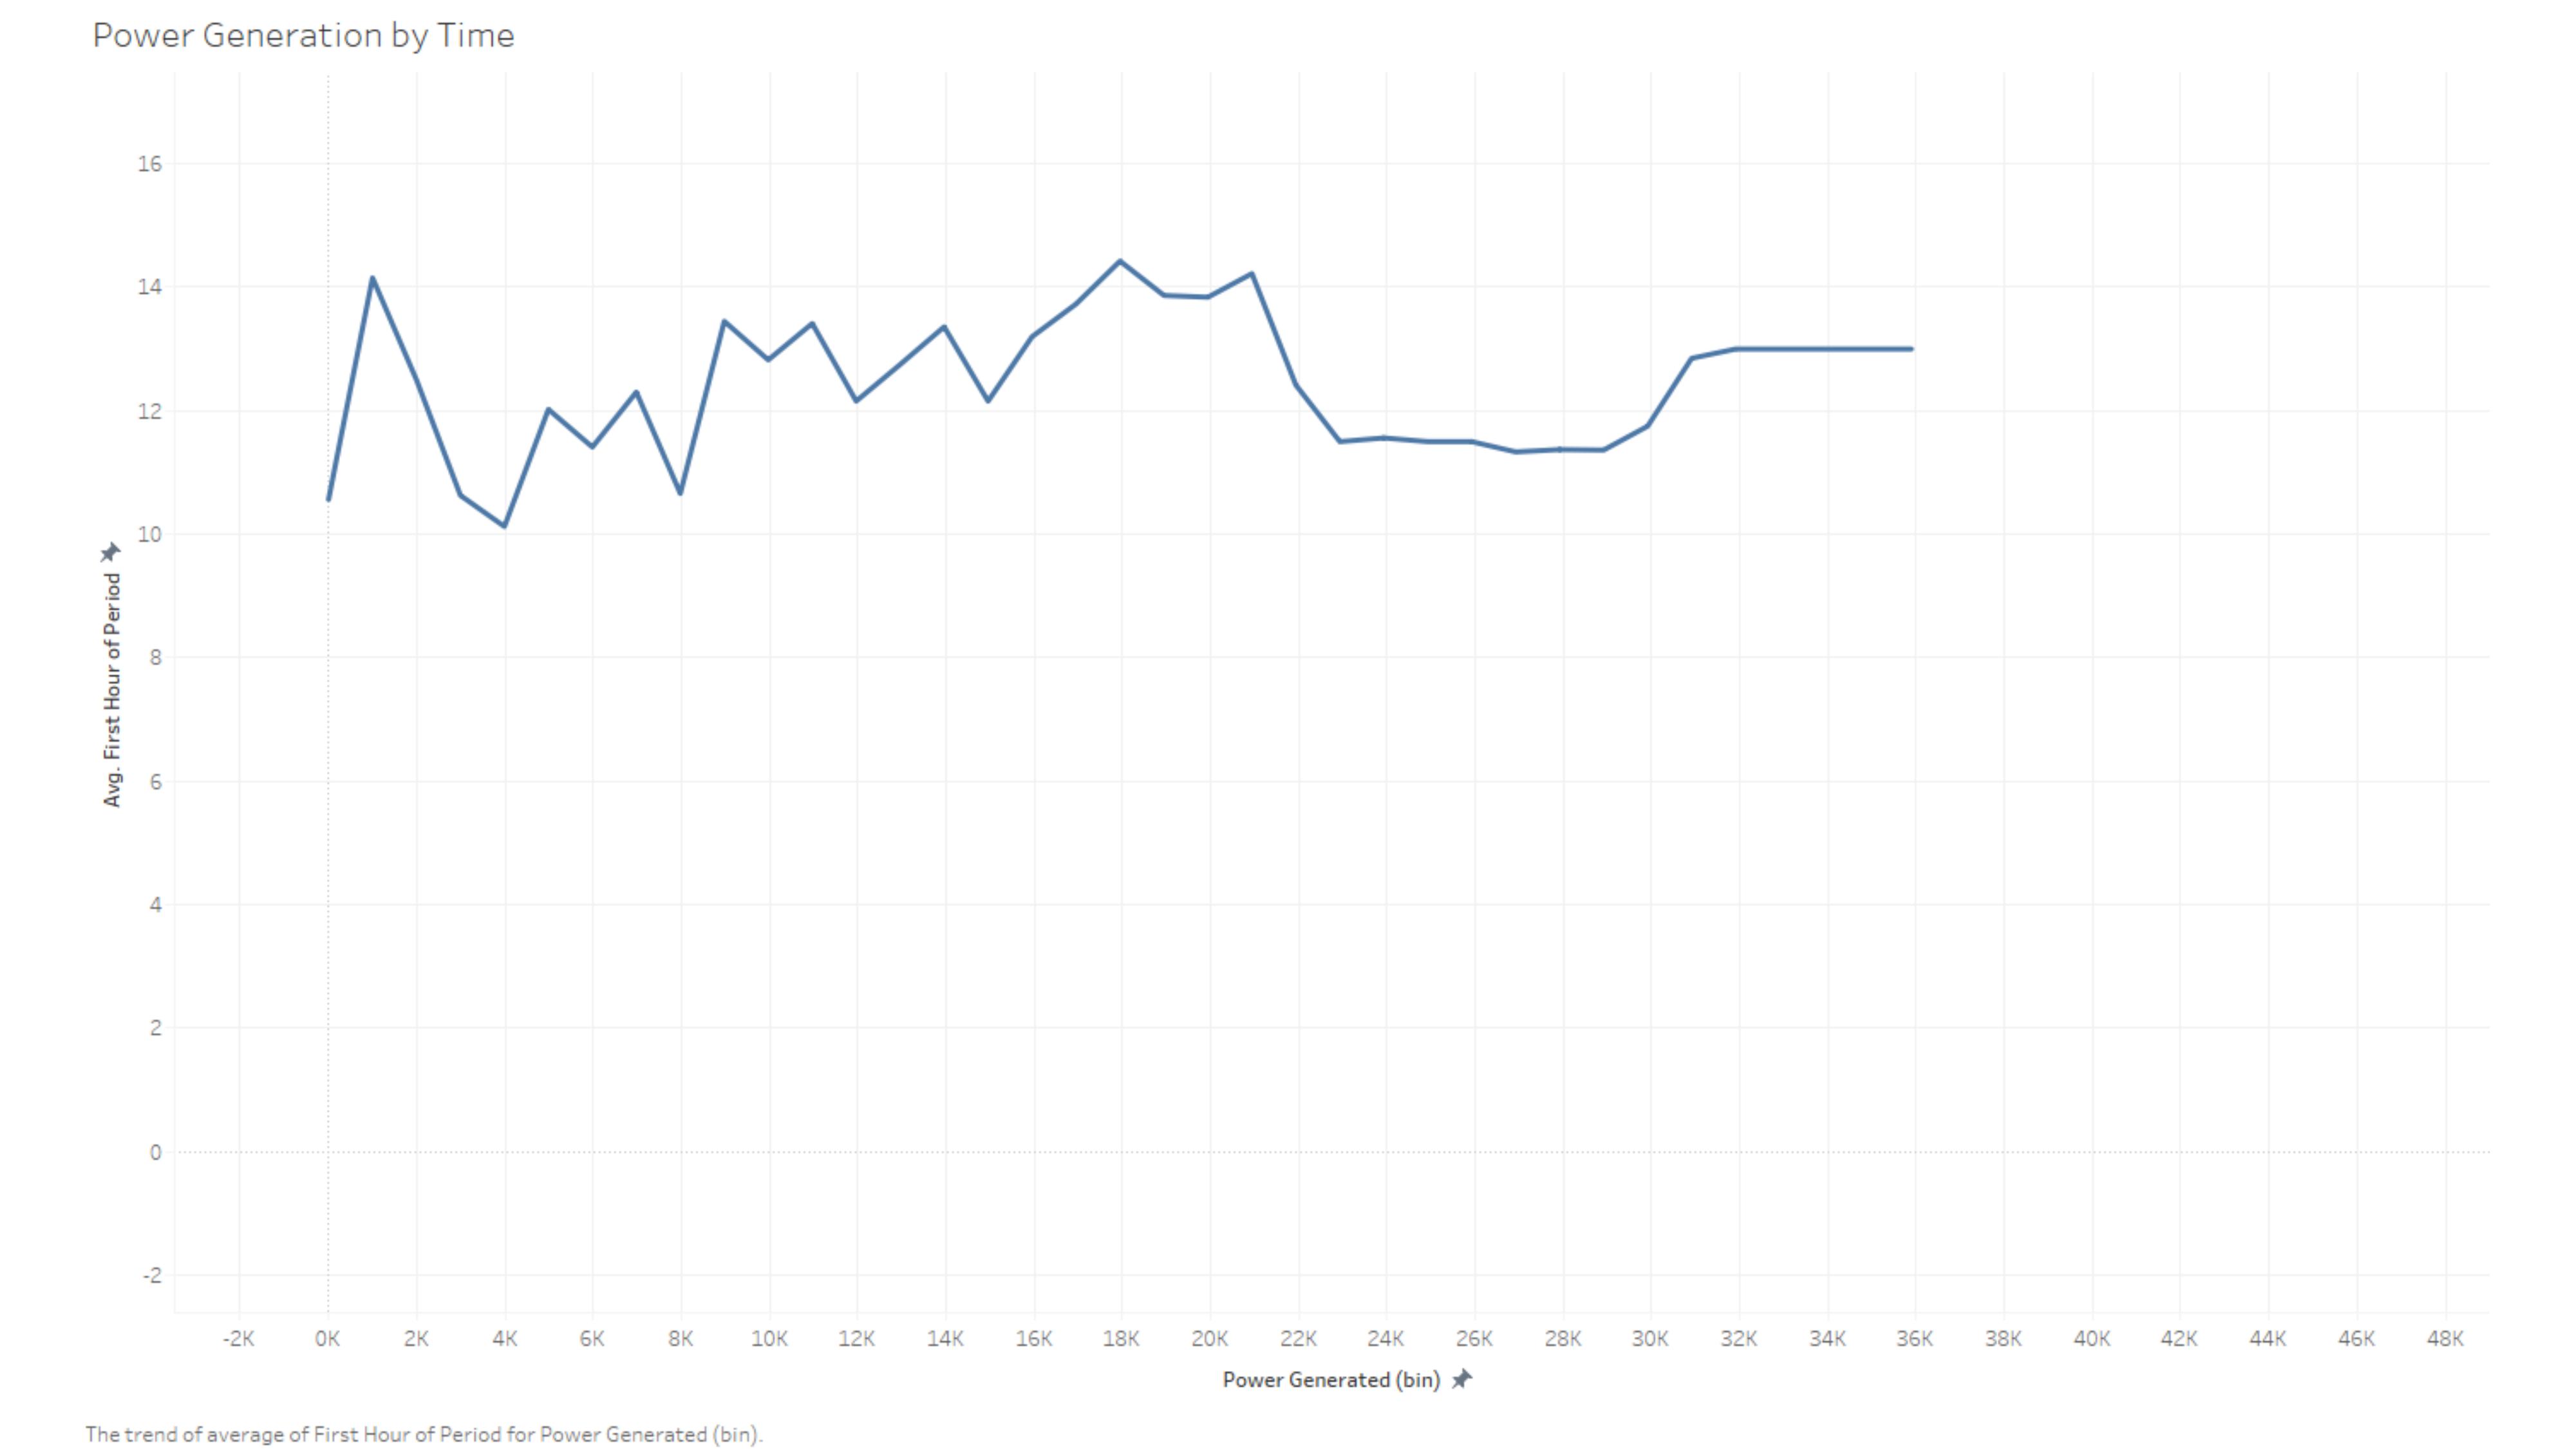 Power Generation by Time
16
14
12
10
8
6
4
2
0
-2
Avg. First Hour of Period
-2K 0K 2K 4K 6K 8K 10K 12K 14K 16K 18K 20K 22K 24K 26K 28K 30K 32K 34K 36K 38K 40K 42K 44K 46K 48K
Power Generated (bin)
The trend of average of First Hour of Period for Power Generated (bin).